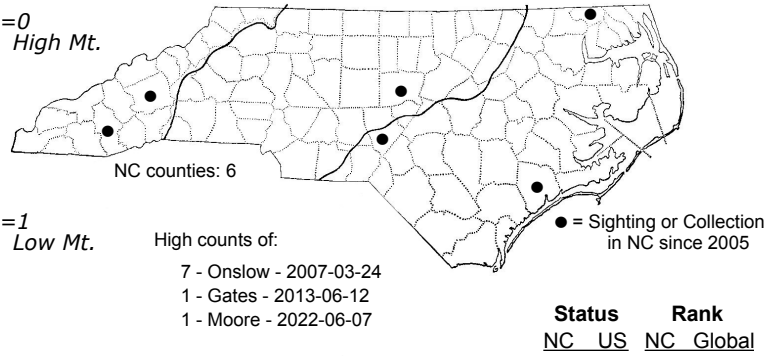 =0
High Mt.
NC counties: 6
=1
Low Mt.
High counts of:
7 - Onslow - 2007-03-24
1 - Gates - 2013-06-12
1 - Moore - 2022-06-07
● = Sighting or Collection
in NC since 2005
Status Rank
NC US NC Global